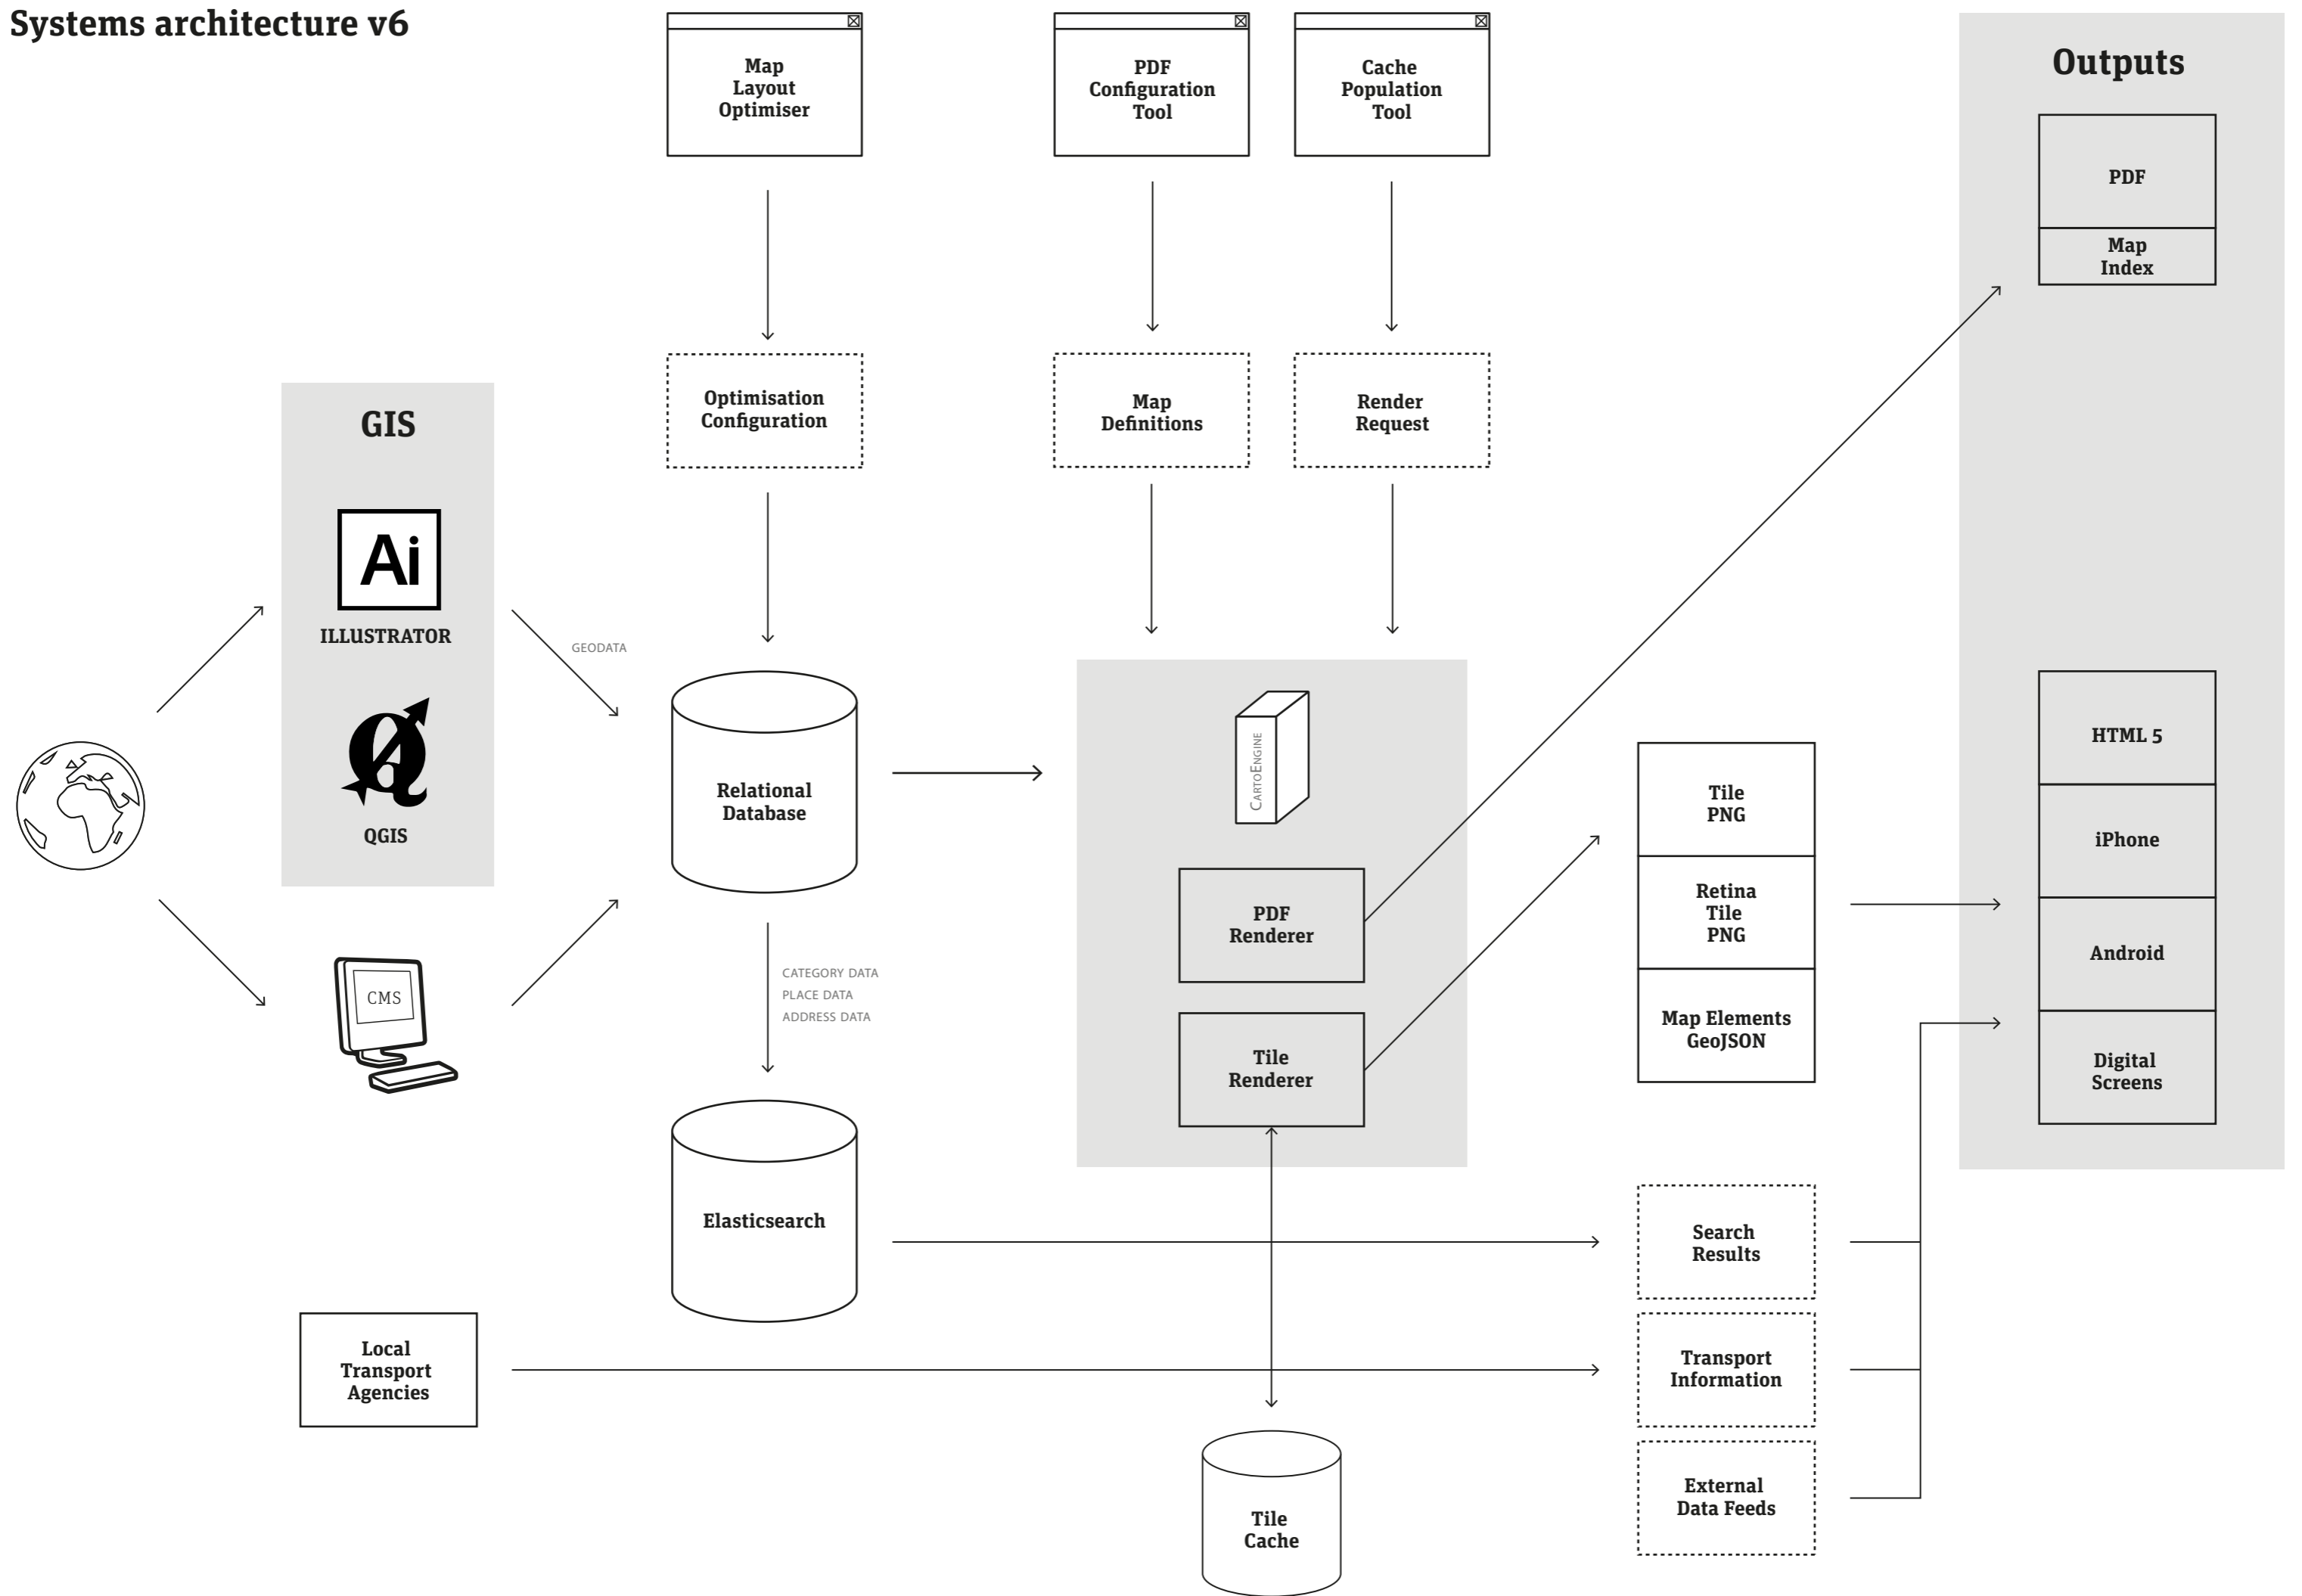 Systems architecture v6
Map
Layout
Optimiser
PDF
Configuration
Tool
Cache
Population
Tool
Outputs
PDF
Map
Index
Optimisation
Configuration
Map
Definitions
Render
Request
GIS
Ai
ILLUSTRATOR
QGIS
GEODATA
Relational
Database
CARTOENGINE
PDF
Renderer
Tile
Renderer
Tile
PNG
Retina
Tile
PNG
Map Elements
GeoJSON
HTML 5
iPhone
Android
Digital
Screens
CMS
CATEGORY DATA
PLACE DATA
ADDRESS DATA
Elasticsearch
Search
Results
Local
Transport
Agencies
Transport
Information
External
Data Feeds
Tile
Cache